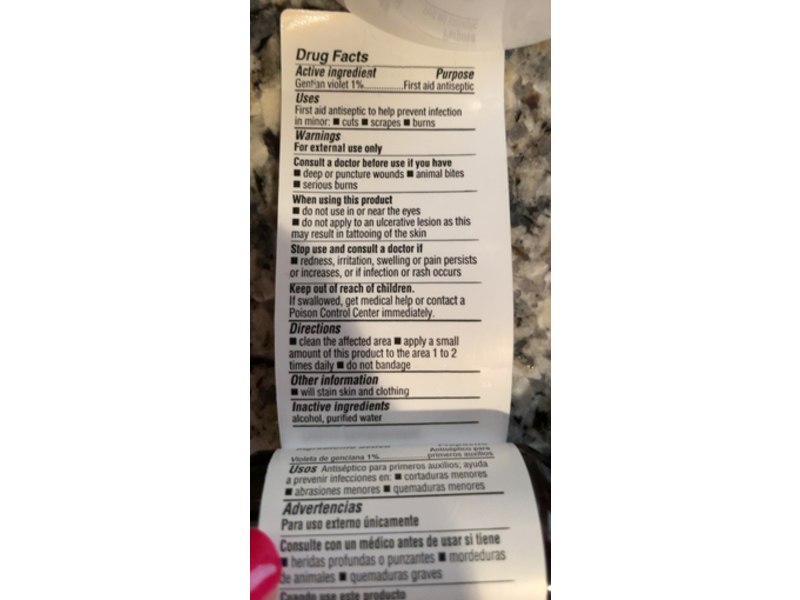 Drug Facts
Active ingredient Purpose
Gentian violet 1%..................First aid antiseptic
Uses
First aid antiseptic to help prevent infection
in minor: ■ cuts ■ scrapes ■ burns
Warnings
For external use only
Consult a doctor before use if you have
■ deep or puncture wounds ■ animal bites
■ serious burns
When using this product
■ do not use in or near the eyes
■ do not apply to an ulcerative lesion as this
may result in tattooing of the skin
Stop use and consult a doctor if
■ redness, irritation, swelling or pain persists
or increases, or if infection or rash occurs
Keep out of reach of children.
If swallowed, get medical help or contact a
Poison Control Center immediately.
Directions
■ clean the affected area ■ apply a small
amount of this product to the area 1 to 2
times daily ■ do not bandage
Other information
■ will stain skin and clothing
Inactive ingredients
alcohol, purified water
Antiséptico para
Violeta de genciana 1% primeros auxilios
Usos Antiséptico para primeros auxilios; ayuda
a prevenir infecciones en: ■ cortaduras menores
■ abrasiones menores ■ quemaduras menores
Advertencias
Para uso externo únicamente
Consulte con un médico antes de usar si tiene
■ heridas profundas o punzantes ■ mordeduras
de animales ■ quemaduras graves
Cuando use este producto